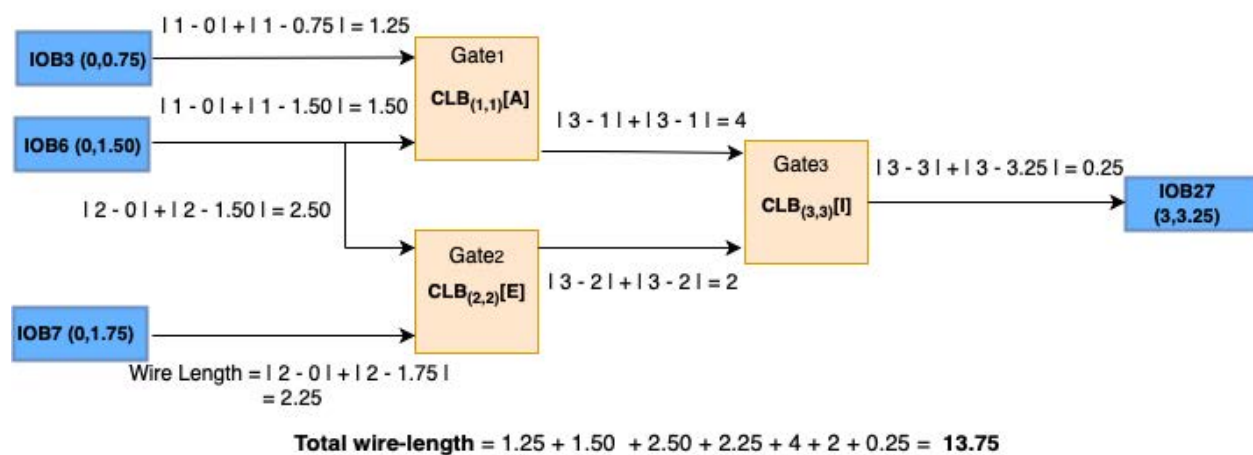 | 1 - 0 | + | 1 - 0.75 | = 1.25
IOB3 (0,0.75)
Gate1
CLB(1,1)[A]
| 1 - 0 | + | 1 - 1.50 | = 1.50
IOB6 (0,1.50)
| 3 - 1 | + | 3 - 1 | = 4
Gate3
CLB(3,3)[I]
| 3 - 3 | + | 3 - 3.25 | = 0.25
IOB27
(3,3.25)
| 2 - 0 | + | 2 - 1.50 | = 2.50
Gate2
CLB(2,2)[E]
| 3 - 2 | + | 3 - 2 | = 2
IOB7 (0,1.75)
Wire Length = | 2 - 0 | + | 2 - 1.75 |
= 2.25
Total wire-length = 1.25 + 1.50 + 2.50 + 2.25 + 4 + 2 + 0.25 = 13.75